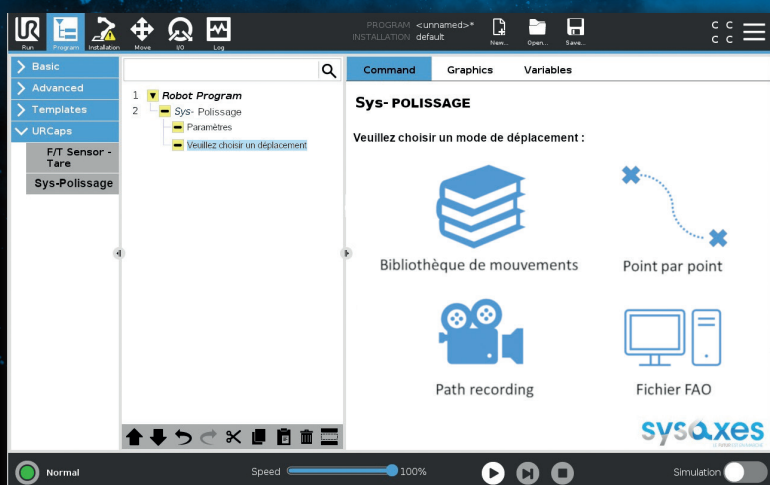 PROGRAM <unnamed>*
INSTALLATION default
UR
Run
Program
Installation
Move
I/O
Log
New...
Open...
Save...
C C
C C
Basic
Advanced
Templates
URCaps
F/T Sensor -
Tare
Sys-Polissage
1 Robot Program
2 Sys- Polissage
Paramètres
Veuillez choisir un déplacement
Command Graphics Variables
Sys- POLISSAGE
Veuillez choisir un mode de déplacement :
Bibliothèque de mouvements
Point par point
Path recording
Fichier FAO
sysaxes
Normal
Speed
100%
Simulation